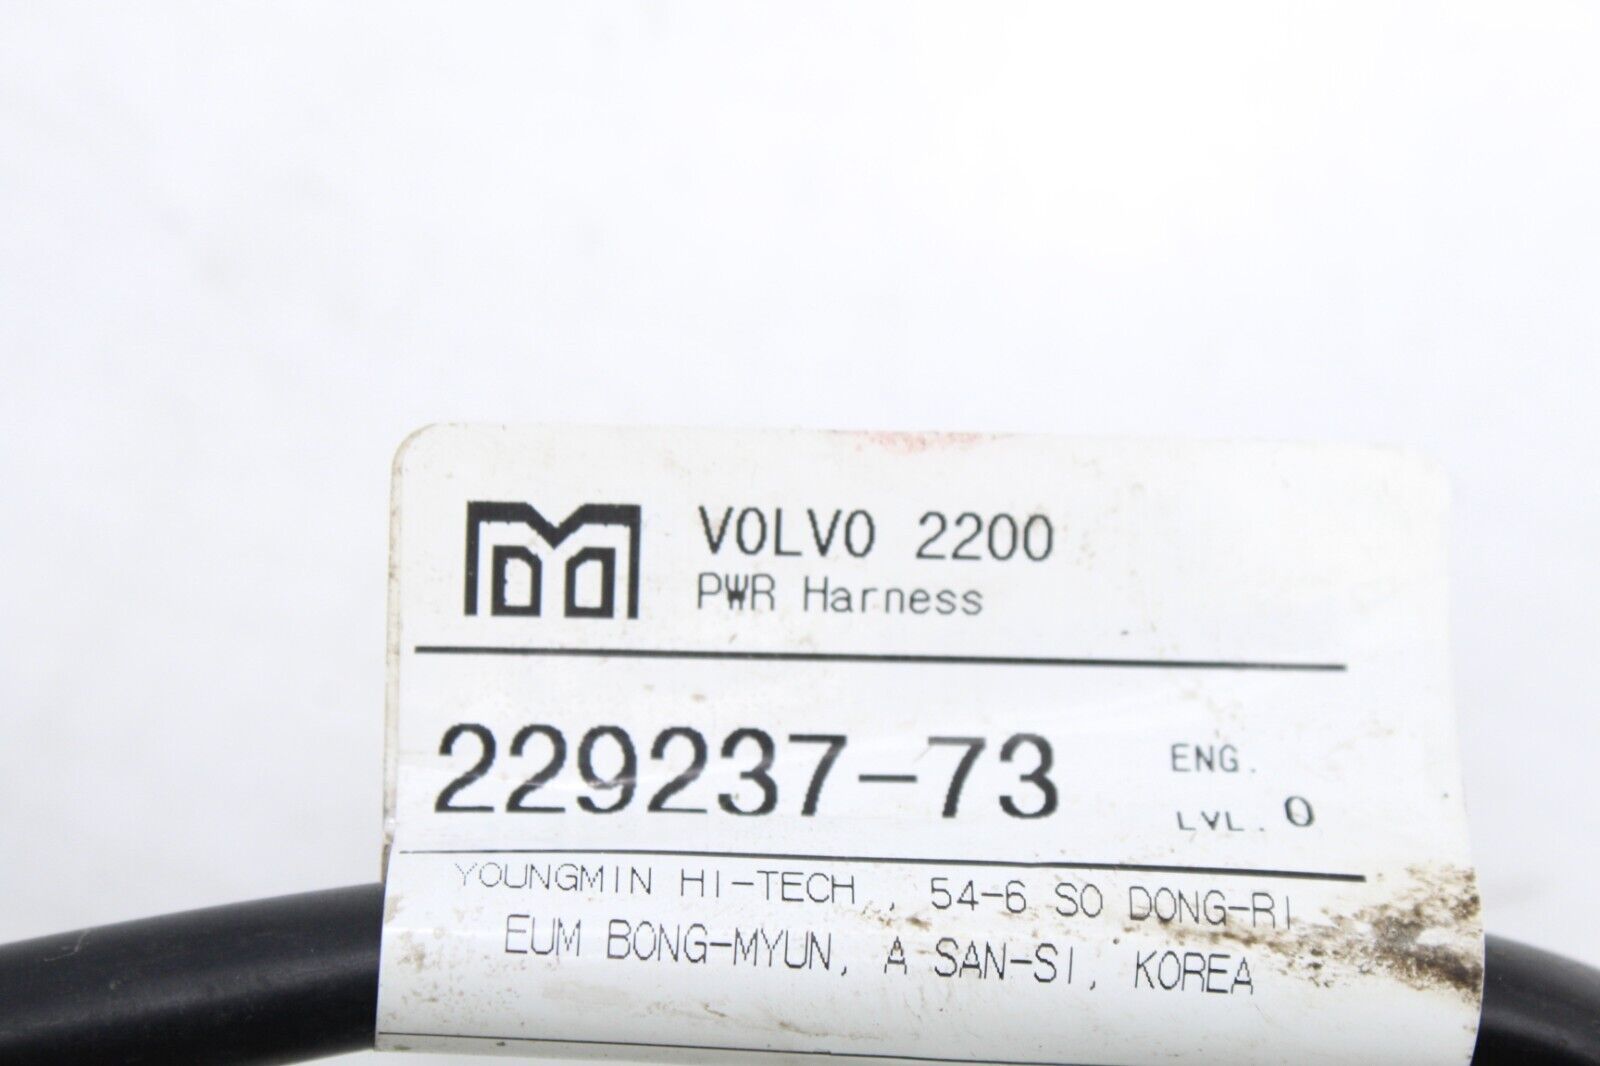 VOLVO 2200
PWR Harness
229237-73
ENG.
LVL. 0
YOUNGMIN HI-TECH , 54-6 SO DONG-RI
EUM BONG-MYUN, A SAN-SI, KOREA